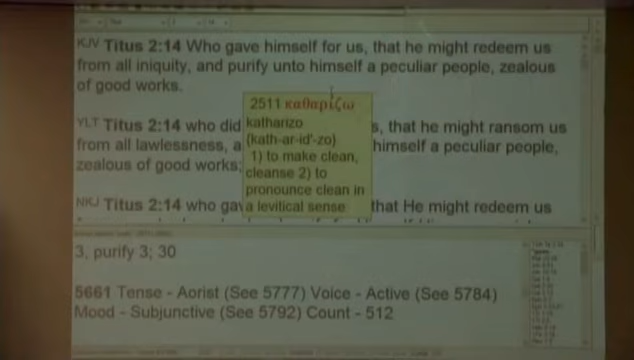 KJV Titus 2:14 Who gave himself for us, that he might redeem us
from all iniquity, and purify unto himself a peculiar people, zealous
of good works.
2511 καθαρίζω
katharizo
{kath-ar-id'-zo}
1) to make clean,
cleanse 2) to
pronounce clean in
a levitical sense
YLT Titus 2:14 who did s, that he might ransom us
from all lawlessness, a himself a peculiar people,
zealous of good works;
NKJ Titus 2:14 who gav that He might redeem us
3, purify 3; 30
5661 Tense - Aorist (See 5777) Voice - Active (See 5784)
Mood - Subjunctive (See 5792) Count - 512